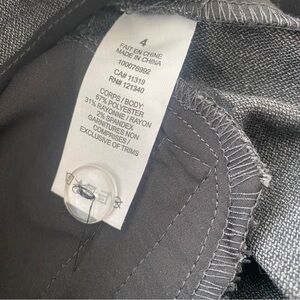 4
FAIT EN CHINE
MADE IN CHINA
100076992
CA# 11319
RN# 121340
CORPS / BODY:
67% POLYESTER
31% RAYONNE / RAYON
2% SPANDEX
GARNITURES NON
COMPRISES /
EXCLUSIVE OF TRIMS